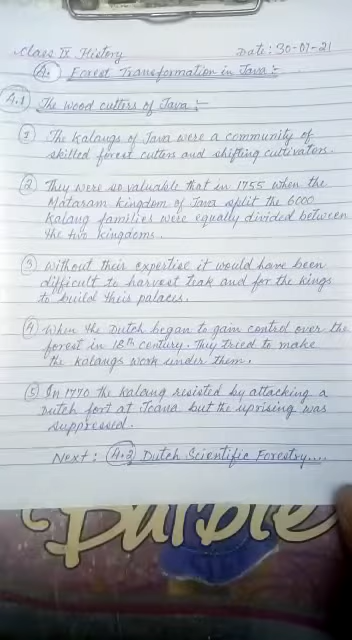 Class IX History
Date: 30-07-21
4. Forest Transformation in Java :-
4.1 The wood cutters of Java :-
1 The Kalangs of Java were a community of
skilled forest cutters and shifting cultivators.
2 They were so valuable that in 1755 when the
Mataram kingdom of Java split the 6000
Kalang families were equally divided between
the two kingdoms.
3 without their expertise it would have been
difficult to harvest teak and for the kings
to build their palaces.
4 when the Dutch began to gain control over the
forest in 18th century. They tried to make
the kalangs work under them.
5 In 1770 the Kalang resisted by attacking a
Dutch fort at Joana but the uprising was
suppressed.
Next : 4.2 Dutch Scientific Forestry....
Barbie